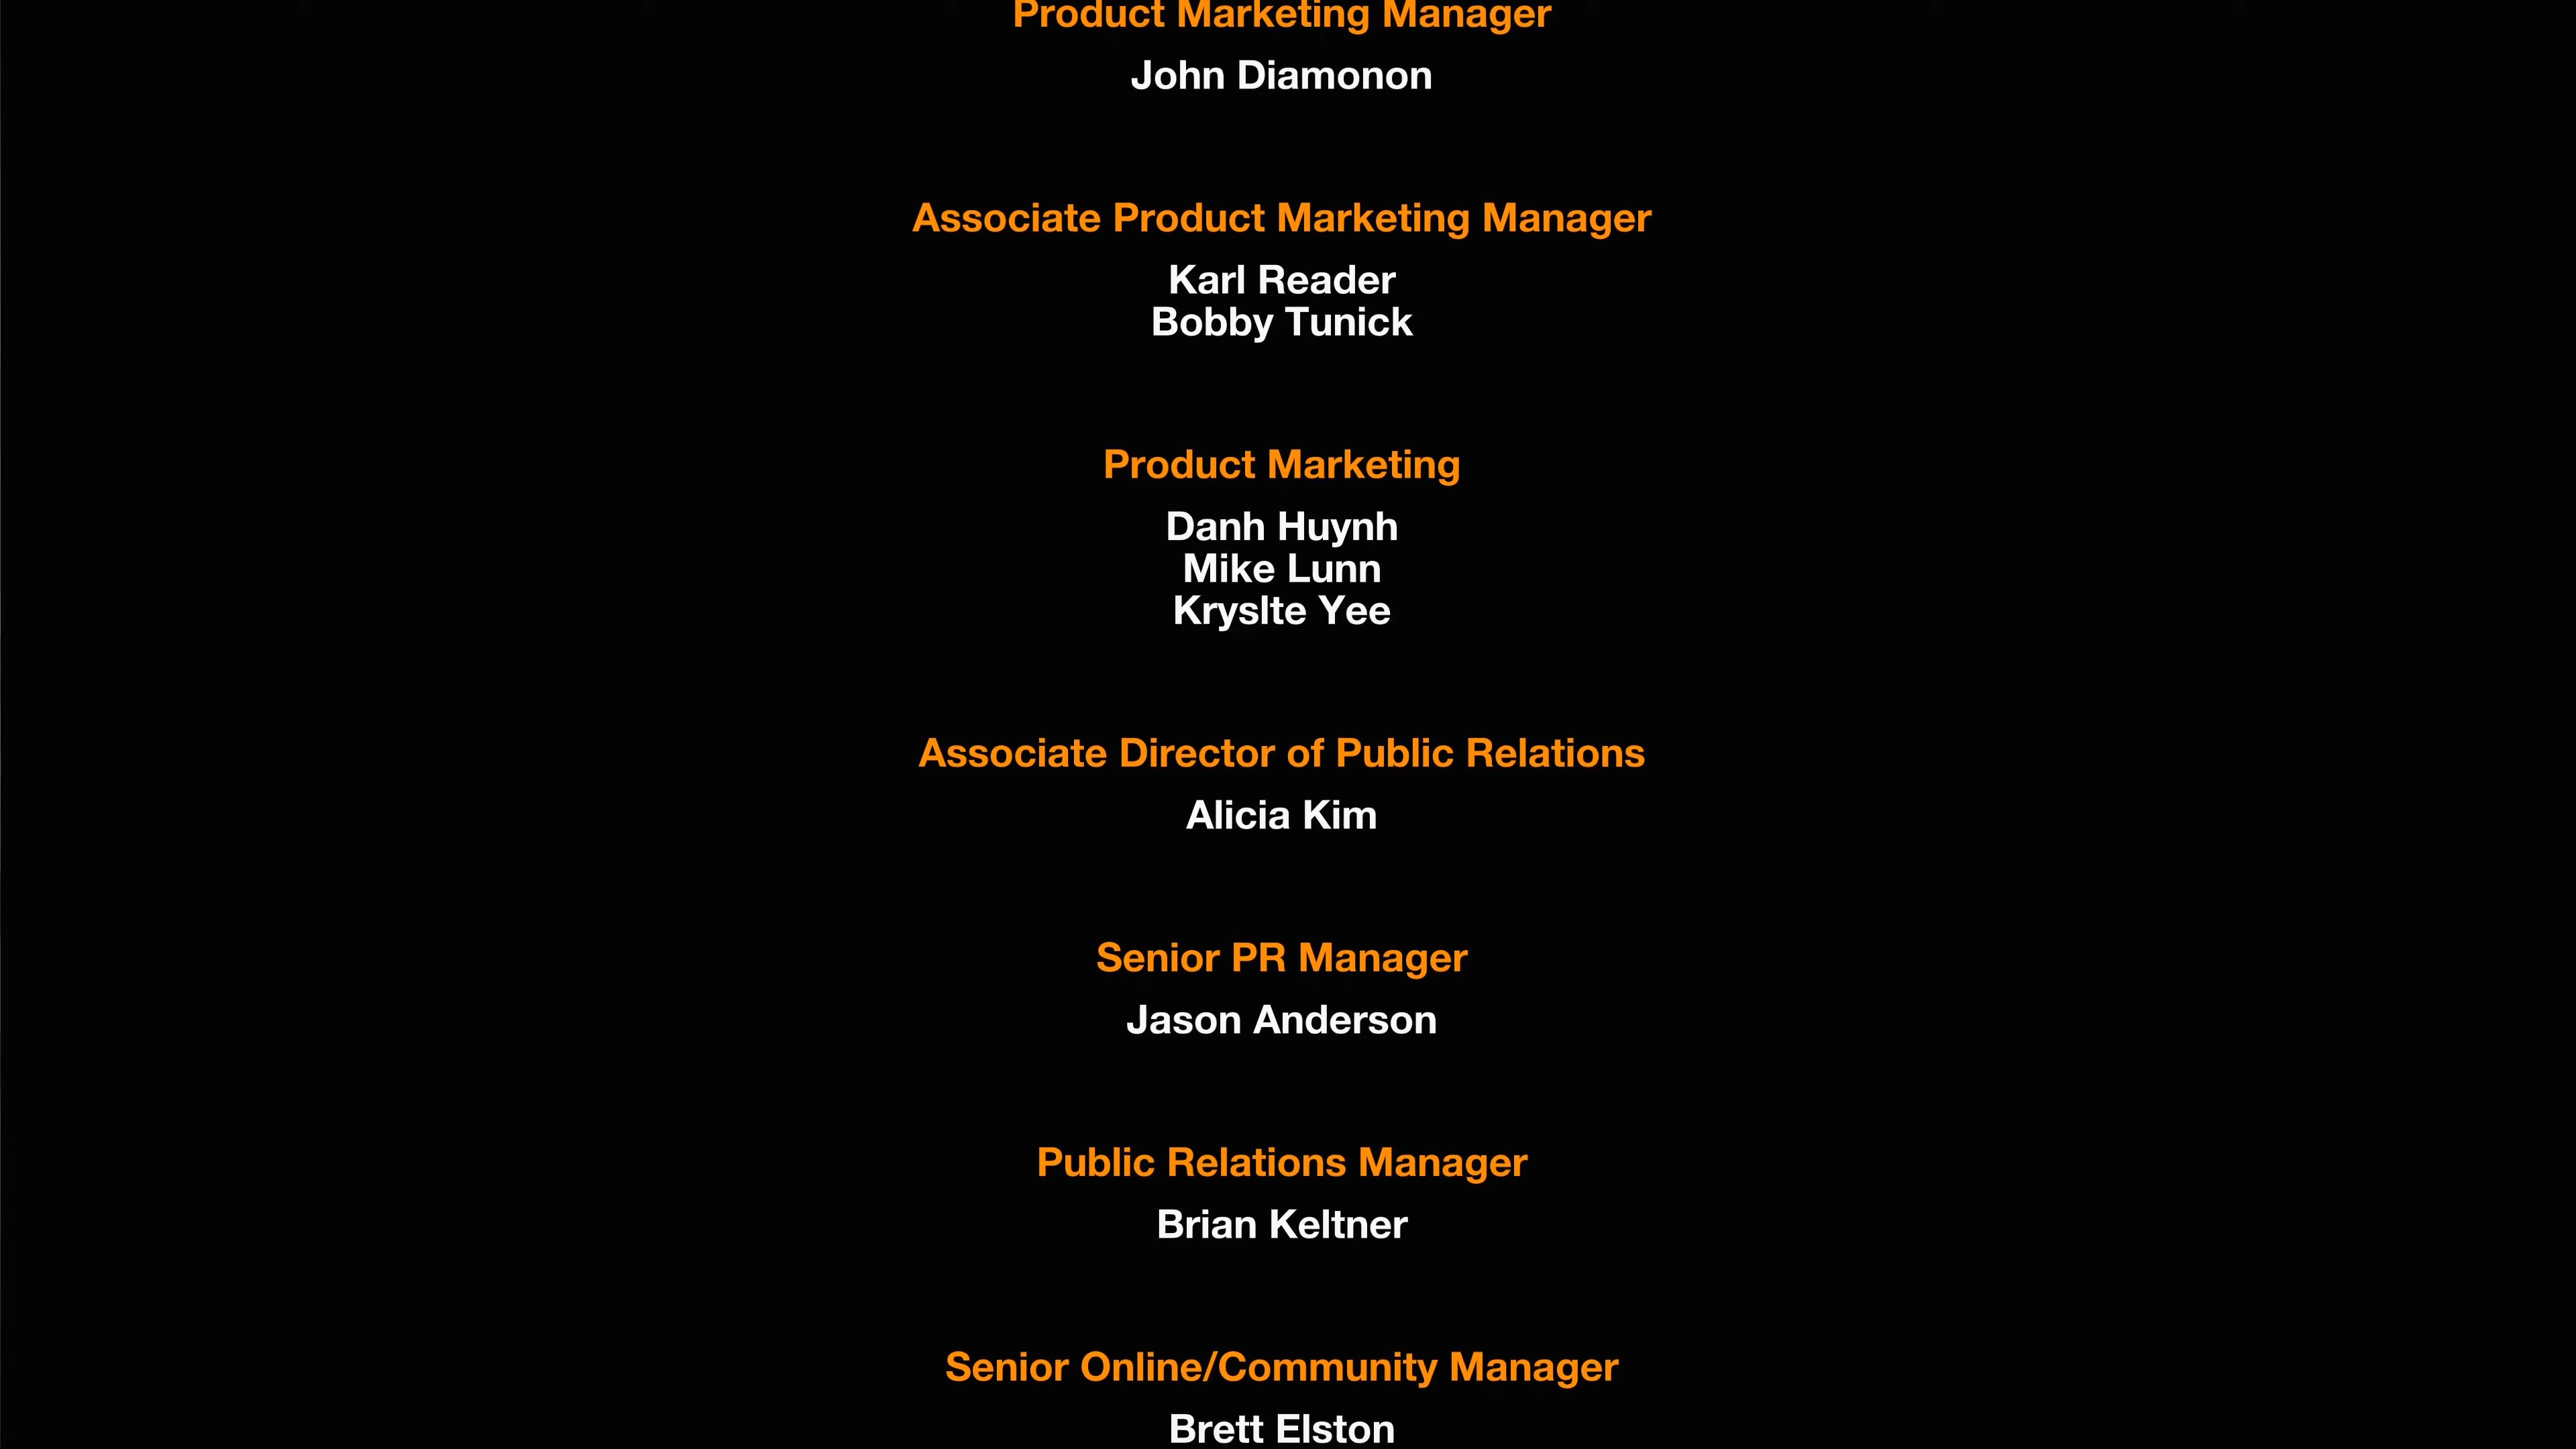 Product Marketing Manager
John Diamonon
Associate Product Marketing Manager
Karl Reader
Bobby Tunick
Product Marketing
Danh Huynh
Mike Lunn
Kryslte Yee
Associate Director of Public Relations
Alicia Kim
Senior PR Manager
Jason Anderson
Public Relations Manager
Brian Keltner
Senior Online/Community Manager
Brett Elston